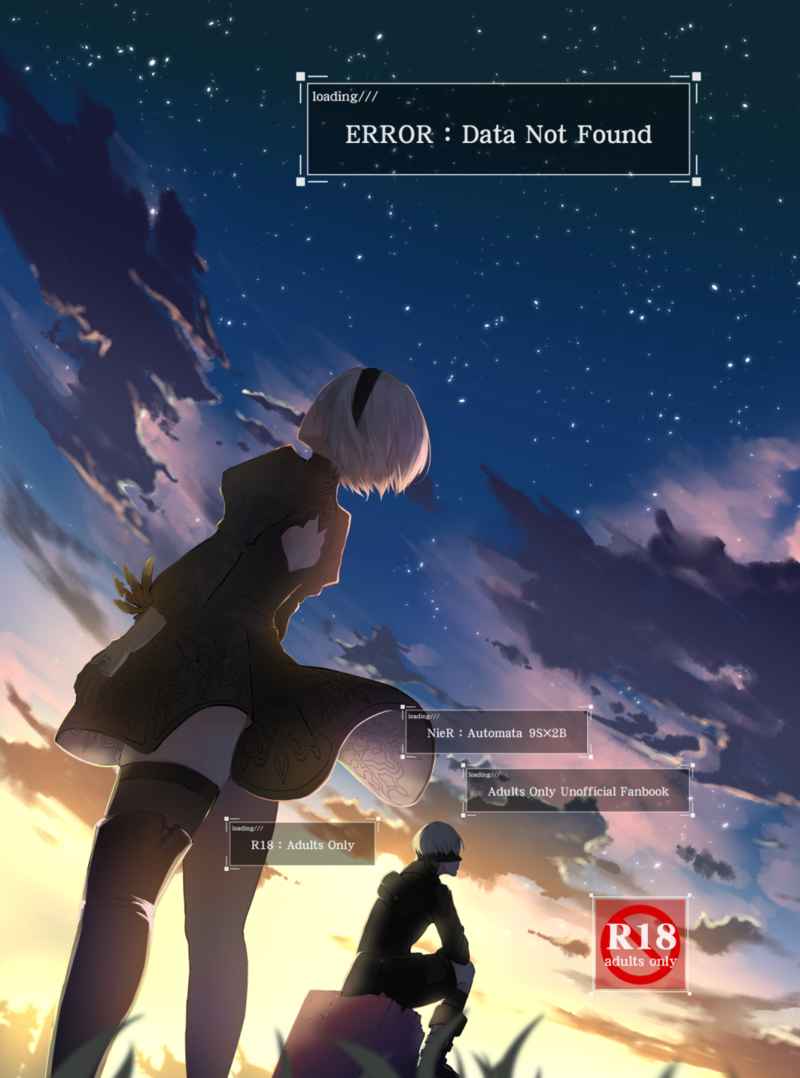 loading///
ERROR : Data Not Found
loading///
NieR : Automata 9S×2B
loading///
Adults Only Unofficial Fanbook
loading///
R18 : Adults Only
R18
adults only